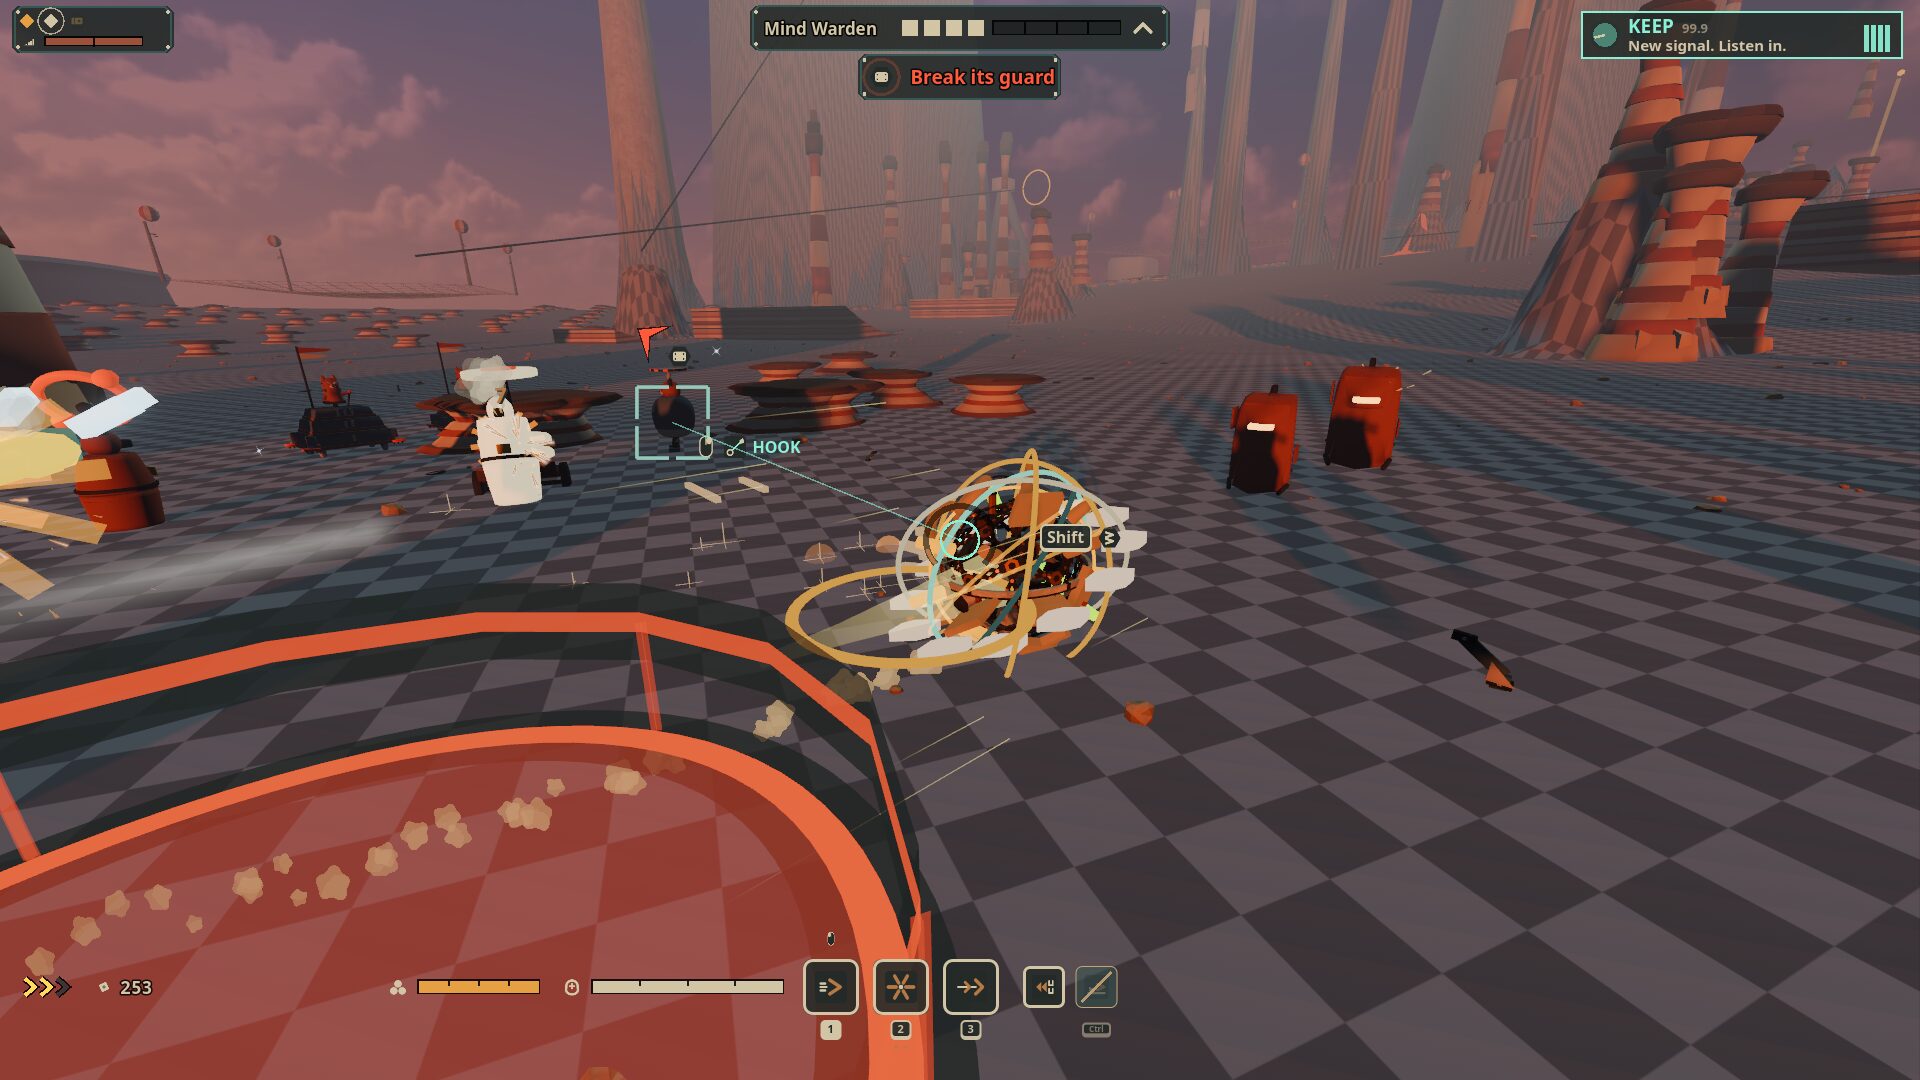 Mind Warden
Break its guard
KEEP 99.9
New signal. Listen in.
HOOK
Shift
253
1
2
3
Ctrl